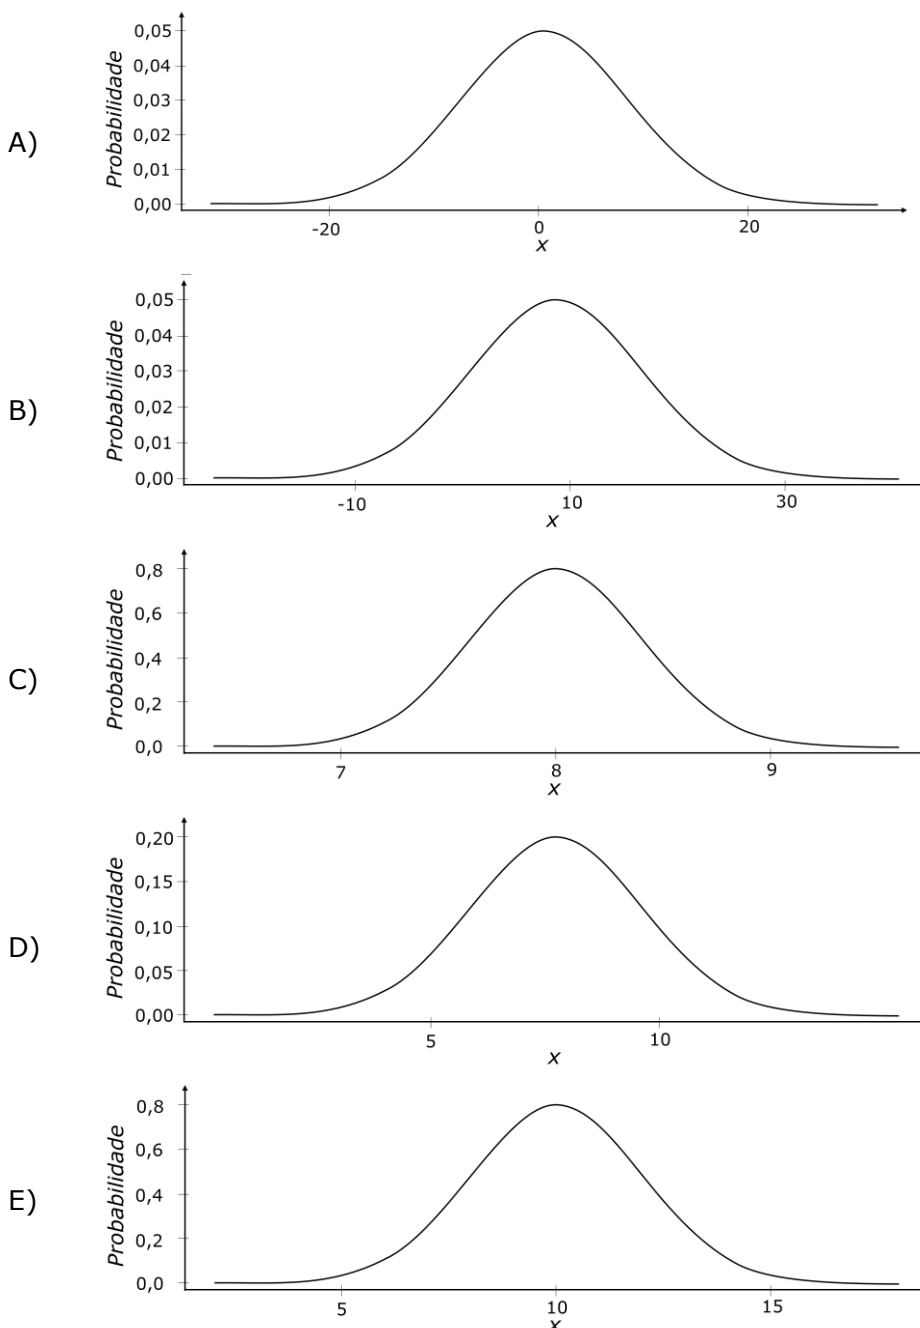 A)
Probabilidade
0,05
0,04
0,03
0,02
0,01
0,00
-20 0 20
x
B)
Probabilidade
0,05
0,04
0,03
0,02
0,01
0,00
-10 10 30
x
C)
Probabilidade
0,8
0,6
0,4
0,2
0,0
7 8 9
x
D)
Probabilidade
0,20
0,15
0,10
0,05
0,00
5 10
x
E)
Probabilidade
0,8
0,6
0,4
0,2
0,0
5 10 15
x